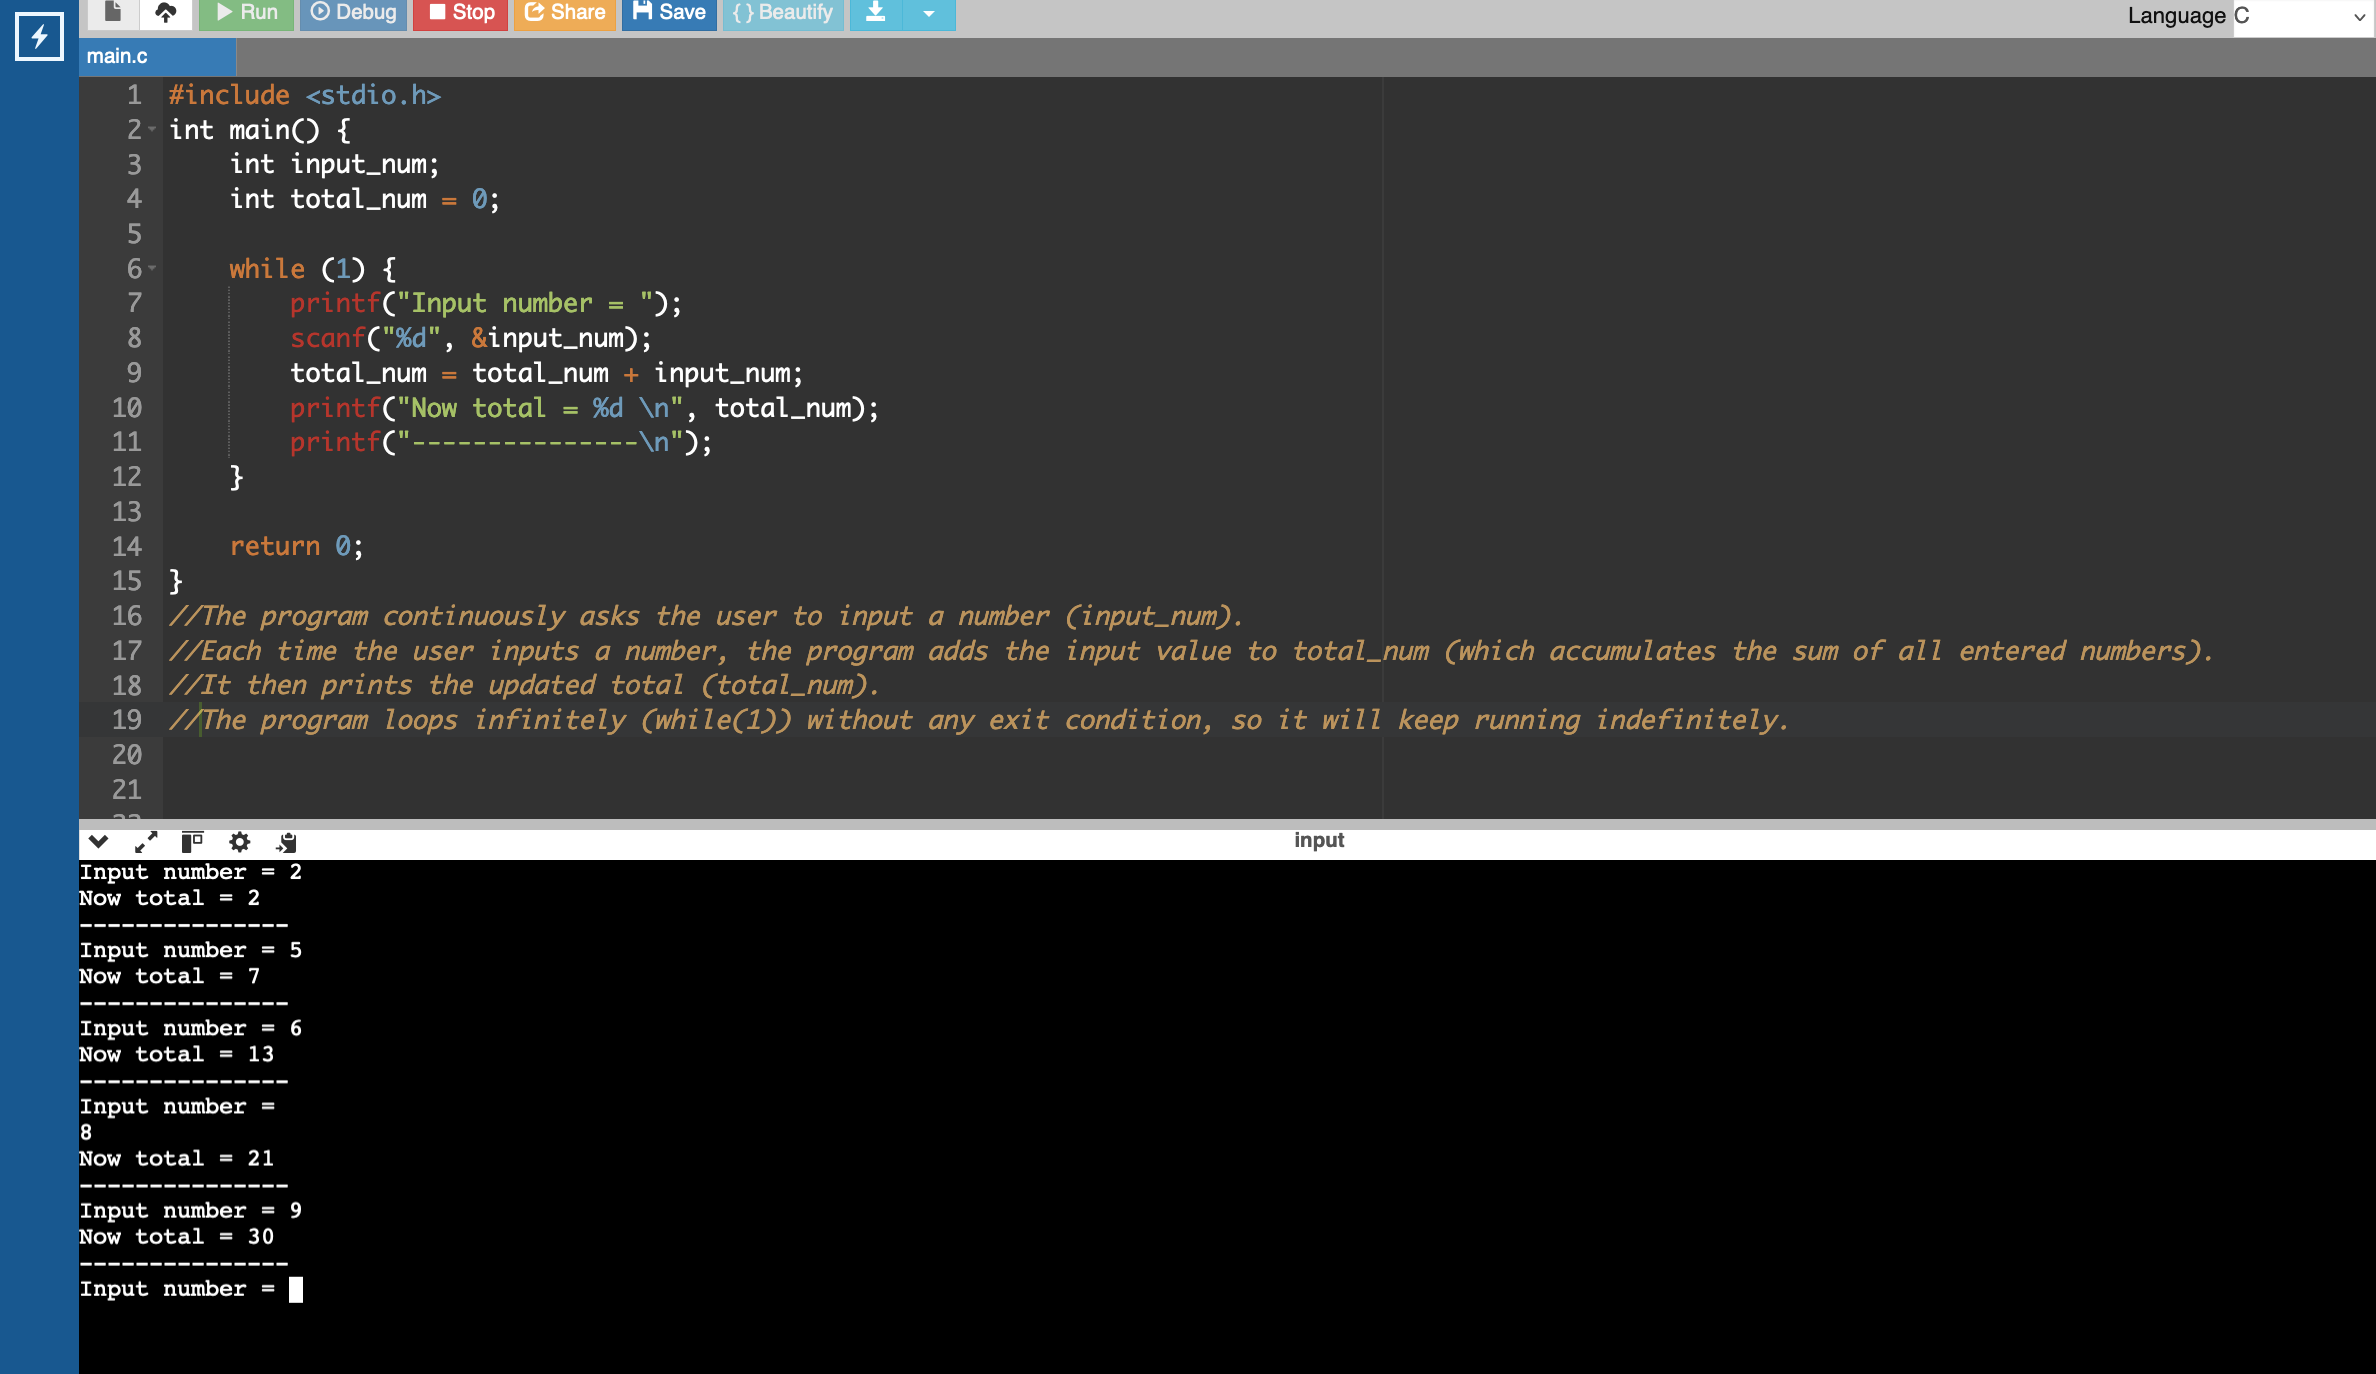 Run Debug Stop Share Save {} Beautify Language C
main.c
1 #include <stdio.h>
2 int main() {
3     int input_num;
4     int total_num = 0;
5
6     while (1) {
7         printf("Input number = ");
8         scanf("%d", &input_num);
9         total_num = total_num + input_num;
10         printf("Now total = %d \n", total_num);
11         printf("---------------\n");
12     }
13
14     return 0;
15 }
16 //The program continuously asks the user to input a number (input_num).
17 //Each time the user inputs a number, the program adds the input value to total_num (which accumulates the sum of all entered numbers).
18 //It then prints the updated total (total_num).
19 //The program loops infinitely (while(1)) without any exit condition, so it will keep running indefinitely.
20
21
input
Input number = 2
Now total = 2
---------------
Input number = 5
Now total = 7
---------------
Input number = 6
Now total = 13
---------------
Input number =
8
Now total = 21
---------------
Input number = 9
Now total = 30
---------------
Input number =